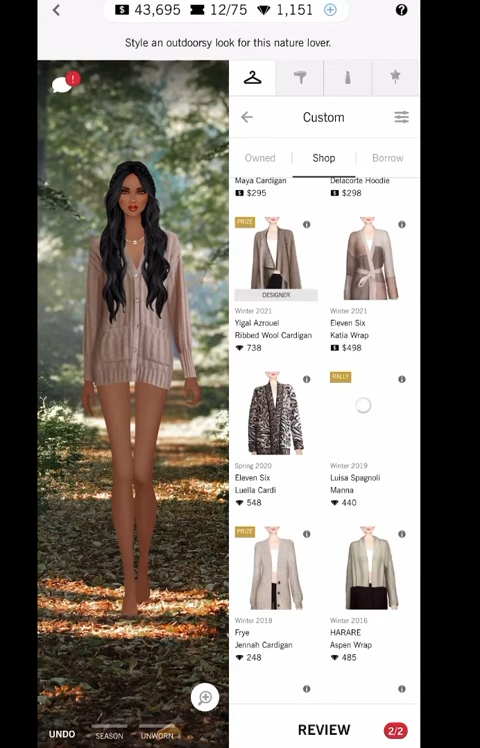 43,695 12/75 1,151
Style an outdoorsy look for this nature lover.
Custom
Owned Shop Borrow
Maya Cardigan Delacorte Hoodie
$295 $298
PRIZE
DESIGNER
Winter 2021 Winter 2021
Yigal Azrouel Eleven Six
Ribbed Wool Cardigan Katia Wrap
738 $498
RALLY
Spring 2020 Winter 2019
Eleven Six Luisa Spagnoli
Luella Cardi Manna
548 440
PRIZE
Winter 2018 Winter 2016
Frye HARARE
Jennah Cardigan Aspen Wrap
248 485
UNDO SEASON UNWORN REVIEW 2/2